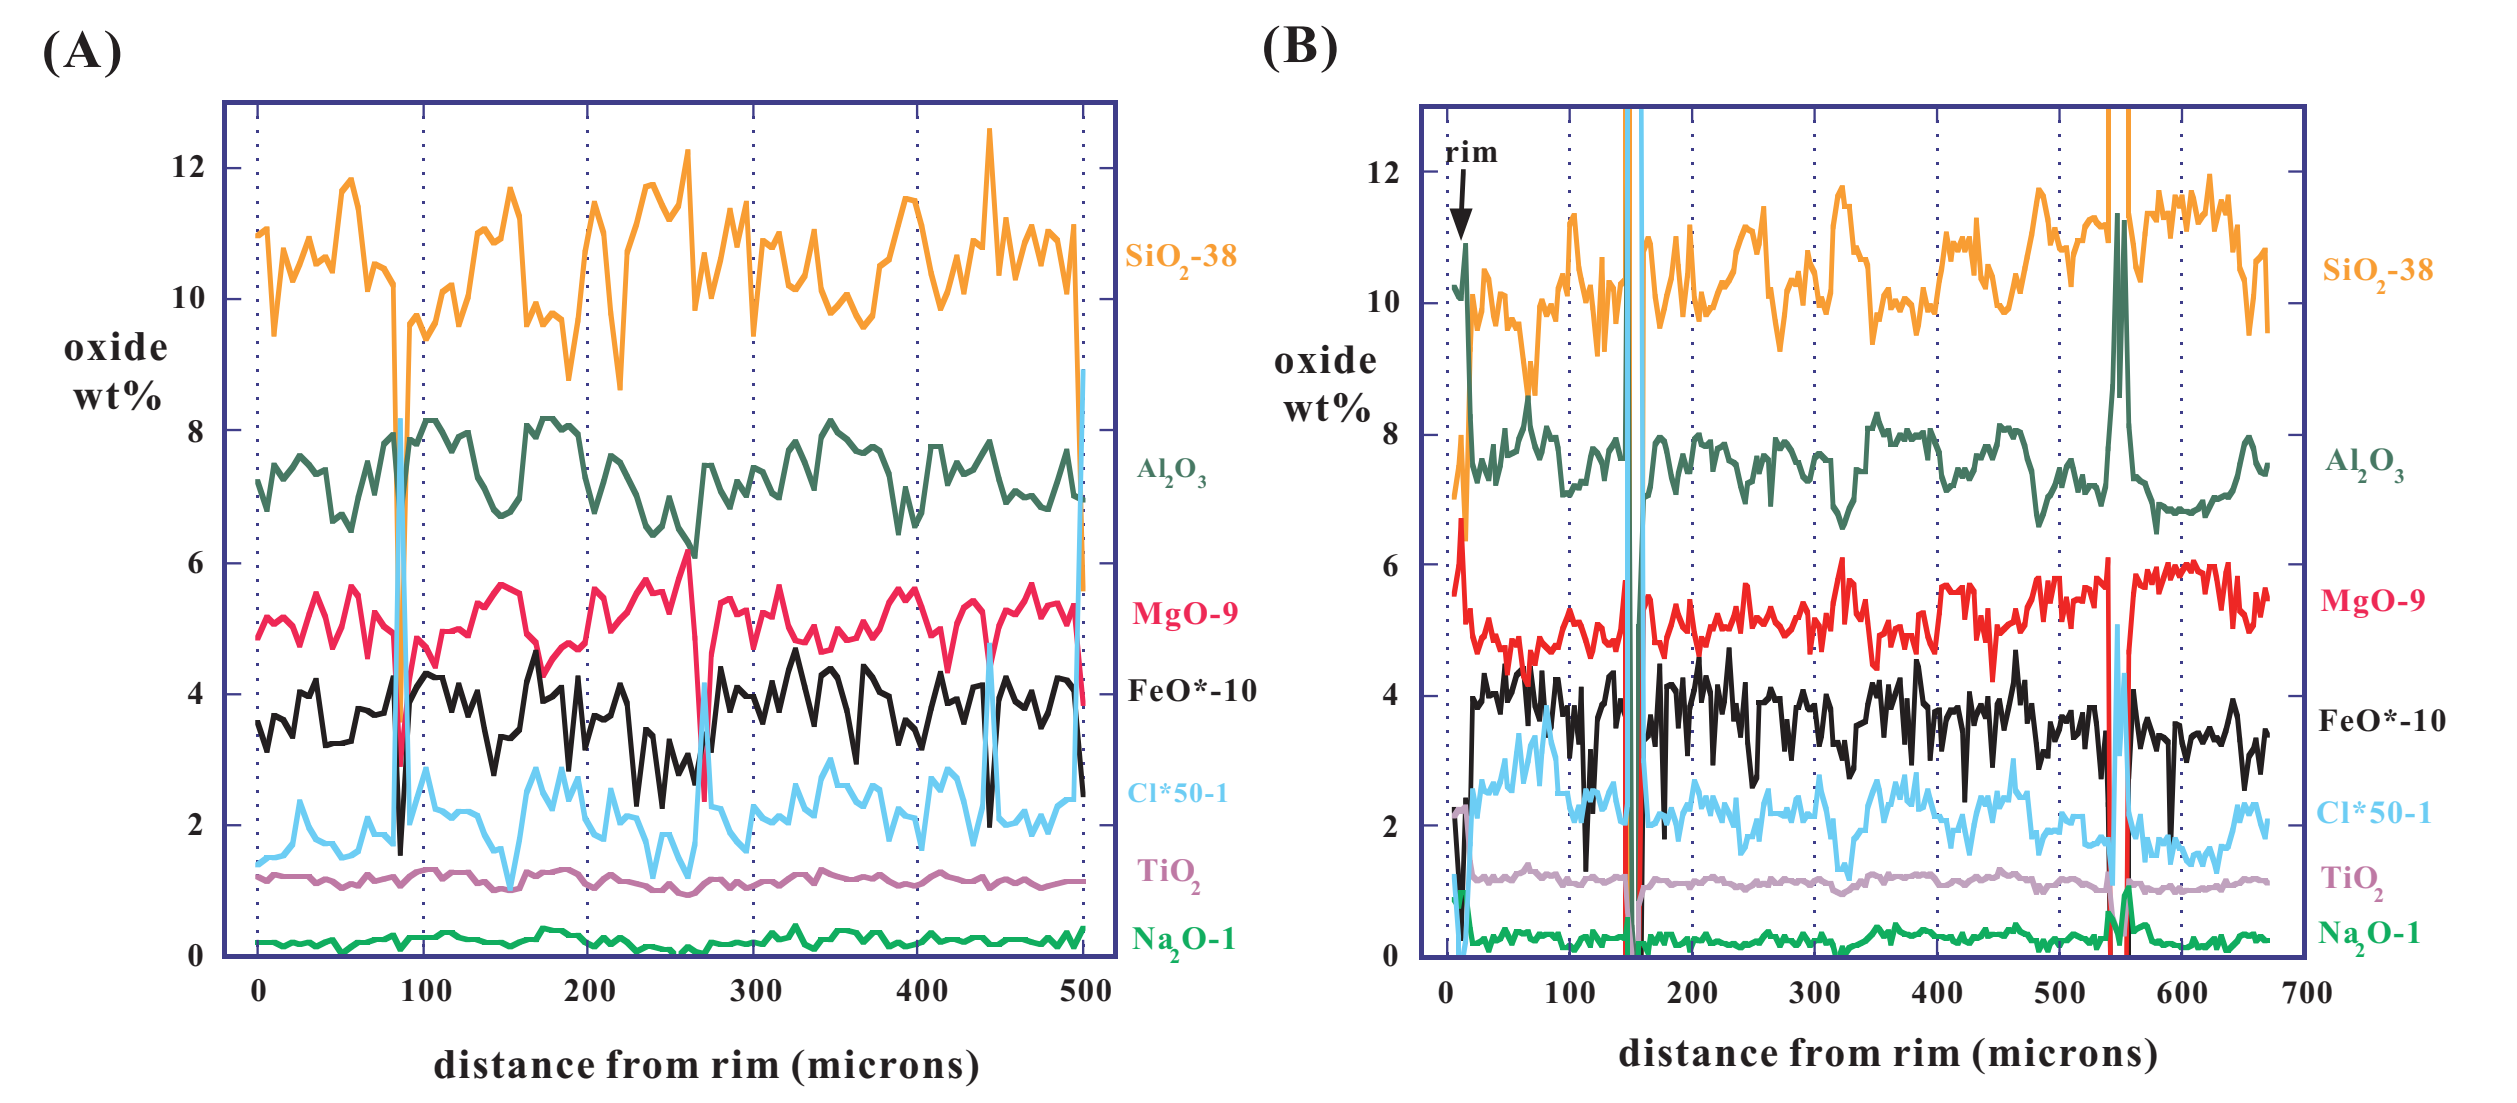 (A)
oxide
wt%
12
10
8
6
4
2
0
0 100 200 300 400 500
distance from rim (microns)
SiO2-38
Al2O3
MgO-9
FeO*-10
Cl*50-1
TiO2
Na2O-1
(B)
rim
oxide
wt%
12
10
8
6
4
2
0
0 100 200 300 400 500 600 700
distance from rim (microns)
SiO2-38
Al2O3
MgO-9
FeO*-10
Cl*50-1
TiO2
Na2O-1